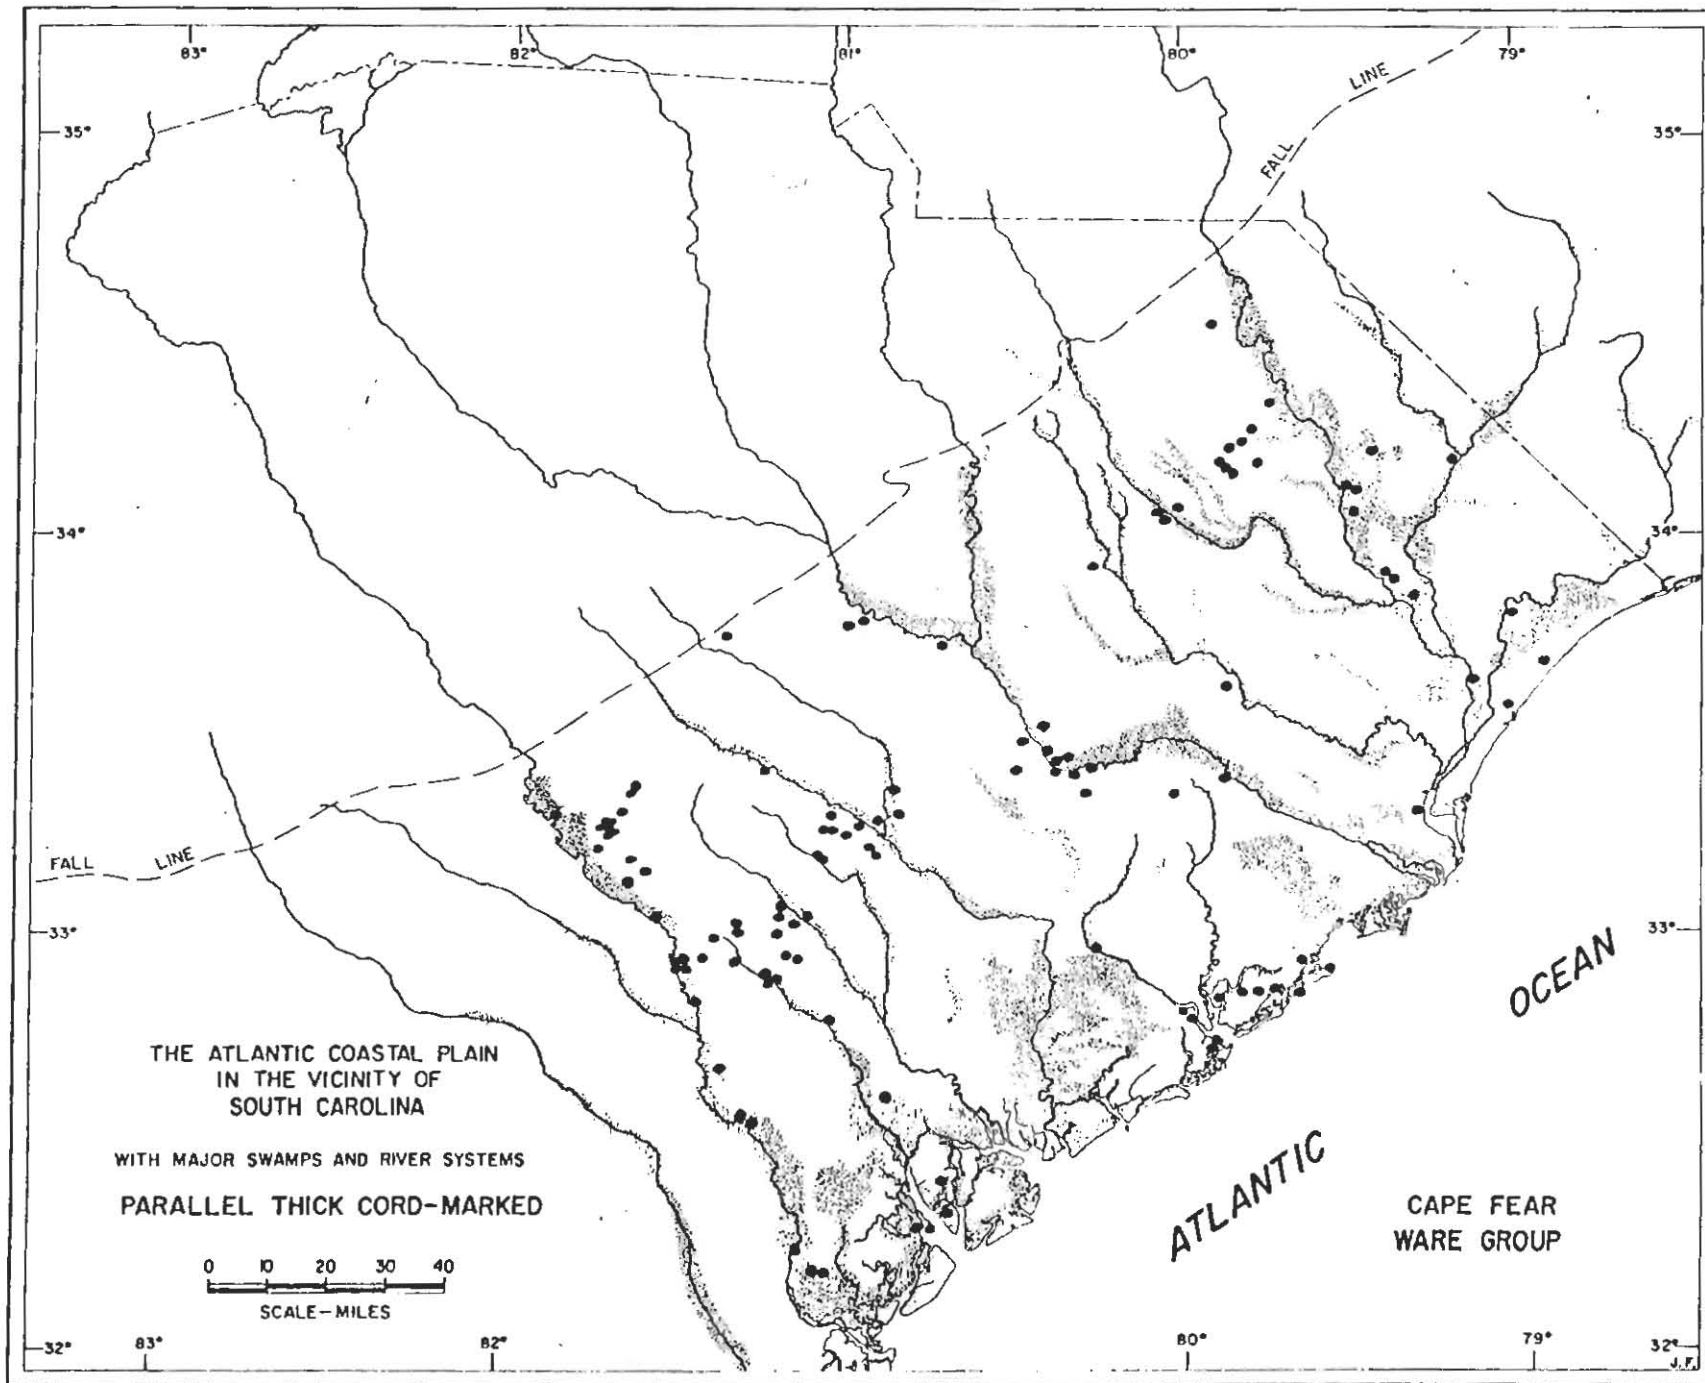 83°
82°
81°
80°
79°
LINE
FALL
35°
35°
34°
34°
FALL
LINE
33°
33°
OCEAN
ATLANTIC
THE ATLANTIC COASTAL PLAIN
IN THE VICINITY OF
SOUTH CAROLINA
WITH MAJOR SWAMPS AND RIVER SYSTEMS
PARALLEL THICK CORD-MARKED
0 10 20 30 40
SCALE-MILES
CAPE FEAR
WARE GROUP
32°
83°
82°
80°
79°
32°
J.F.